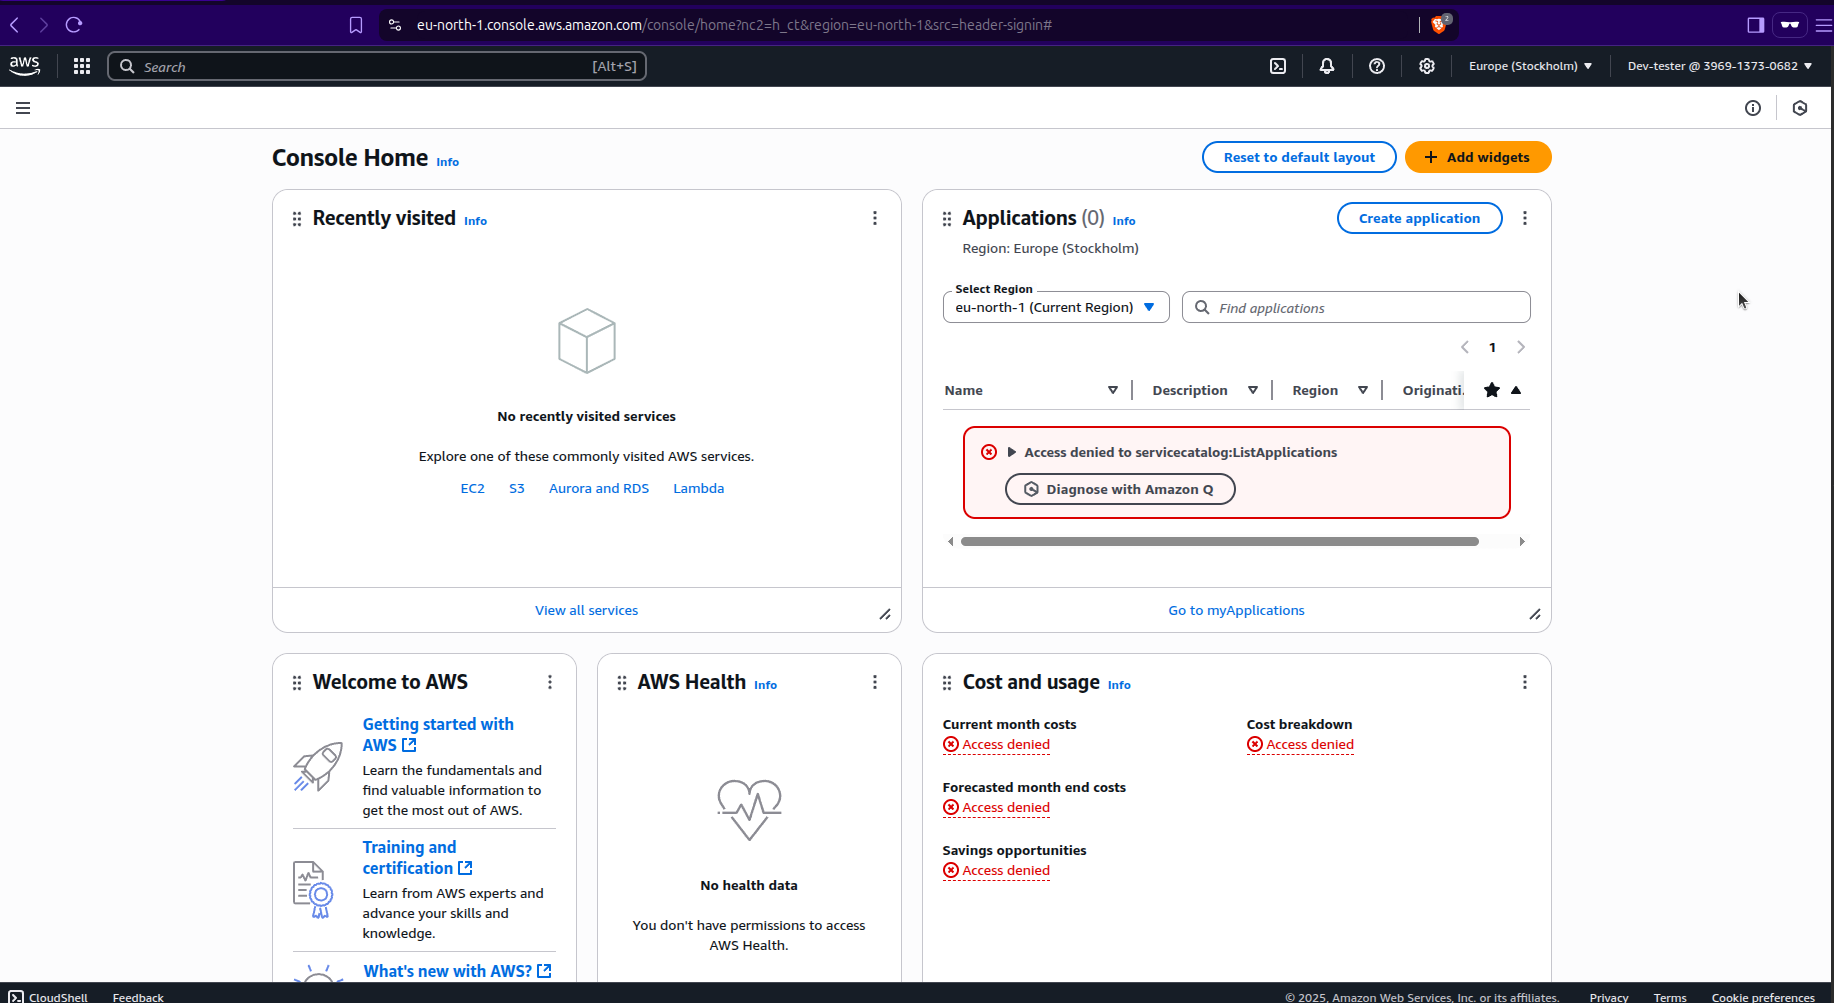 eu-north-1.console.aws.amazon.com/console/home?nc2=h_ct&region=eu-north-1&src=header-signin#
2
aws
Search
[Alt+S]
Europe (Stockholm)
Dev-tester @ 3969-1373-0682
Console Home Info
Reset to default layout
Add widgets
Recently visited Info
No recently visited services
Explore one of these commonly visited AWS services.
EC2 S3 Aurora and RDS Lambda
View all services
Applications (0) Info
Create application
Region: Europe (Stockholm)
Select Region
eu-north-1 (Current Region)
Find applications
1
Name Description Region Originati.
Access denied to servicecatalog:ListApplications
Diagnose with Amazon Q
Go to myApplications
Welcome to AWS
Getting started with
AWS
Learn the fundamentals and
find valuable information to
get the most out of AWS.
Training and
certification
Learn from AWS experts and
advance your skills and
knowledge.
What's new with AWS?
AWS Health Info
No health data
You don't have permissions to access
AWS Health.
Cost and usage Info
Current month costs
Access denied
Cost breakdown
Access denied
Forecasted month end costs
Access denied
Savings opportunities
Access denied
CloudShell Feedback
© 2025, Amazon Web Services, Inc. or its affiliates. Privacy Terms Cookie preferences